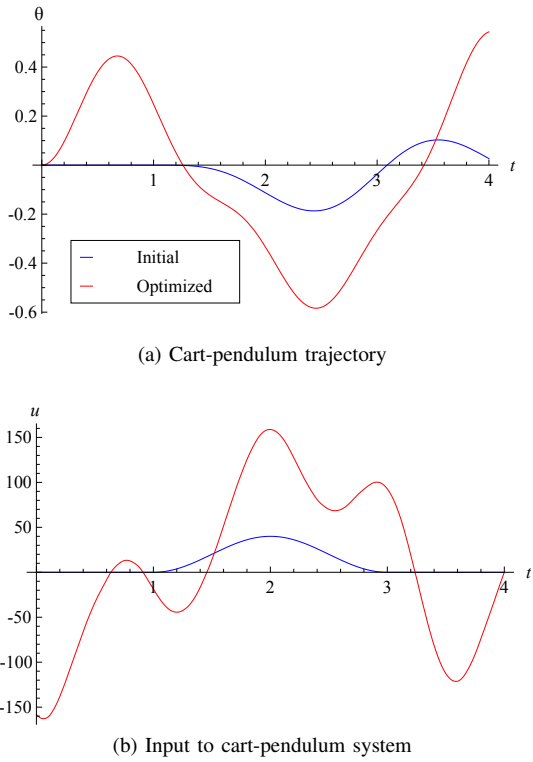 θ
0.4
0.2
1 2 3 4 t
-0.2
-0.4
-0.6
Initial
Optimized
(a) Cart-pendulum trajectory
u
150
100
50
1 2 3 4 t
-50
-100
-150
(b) Input to cart-pendulum system